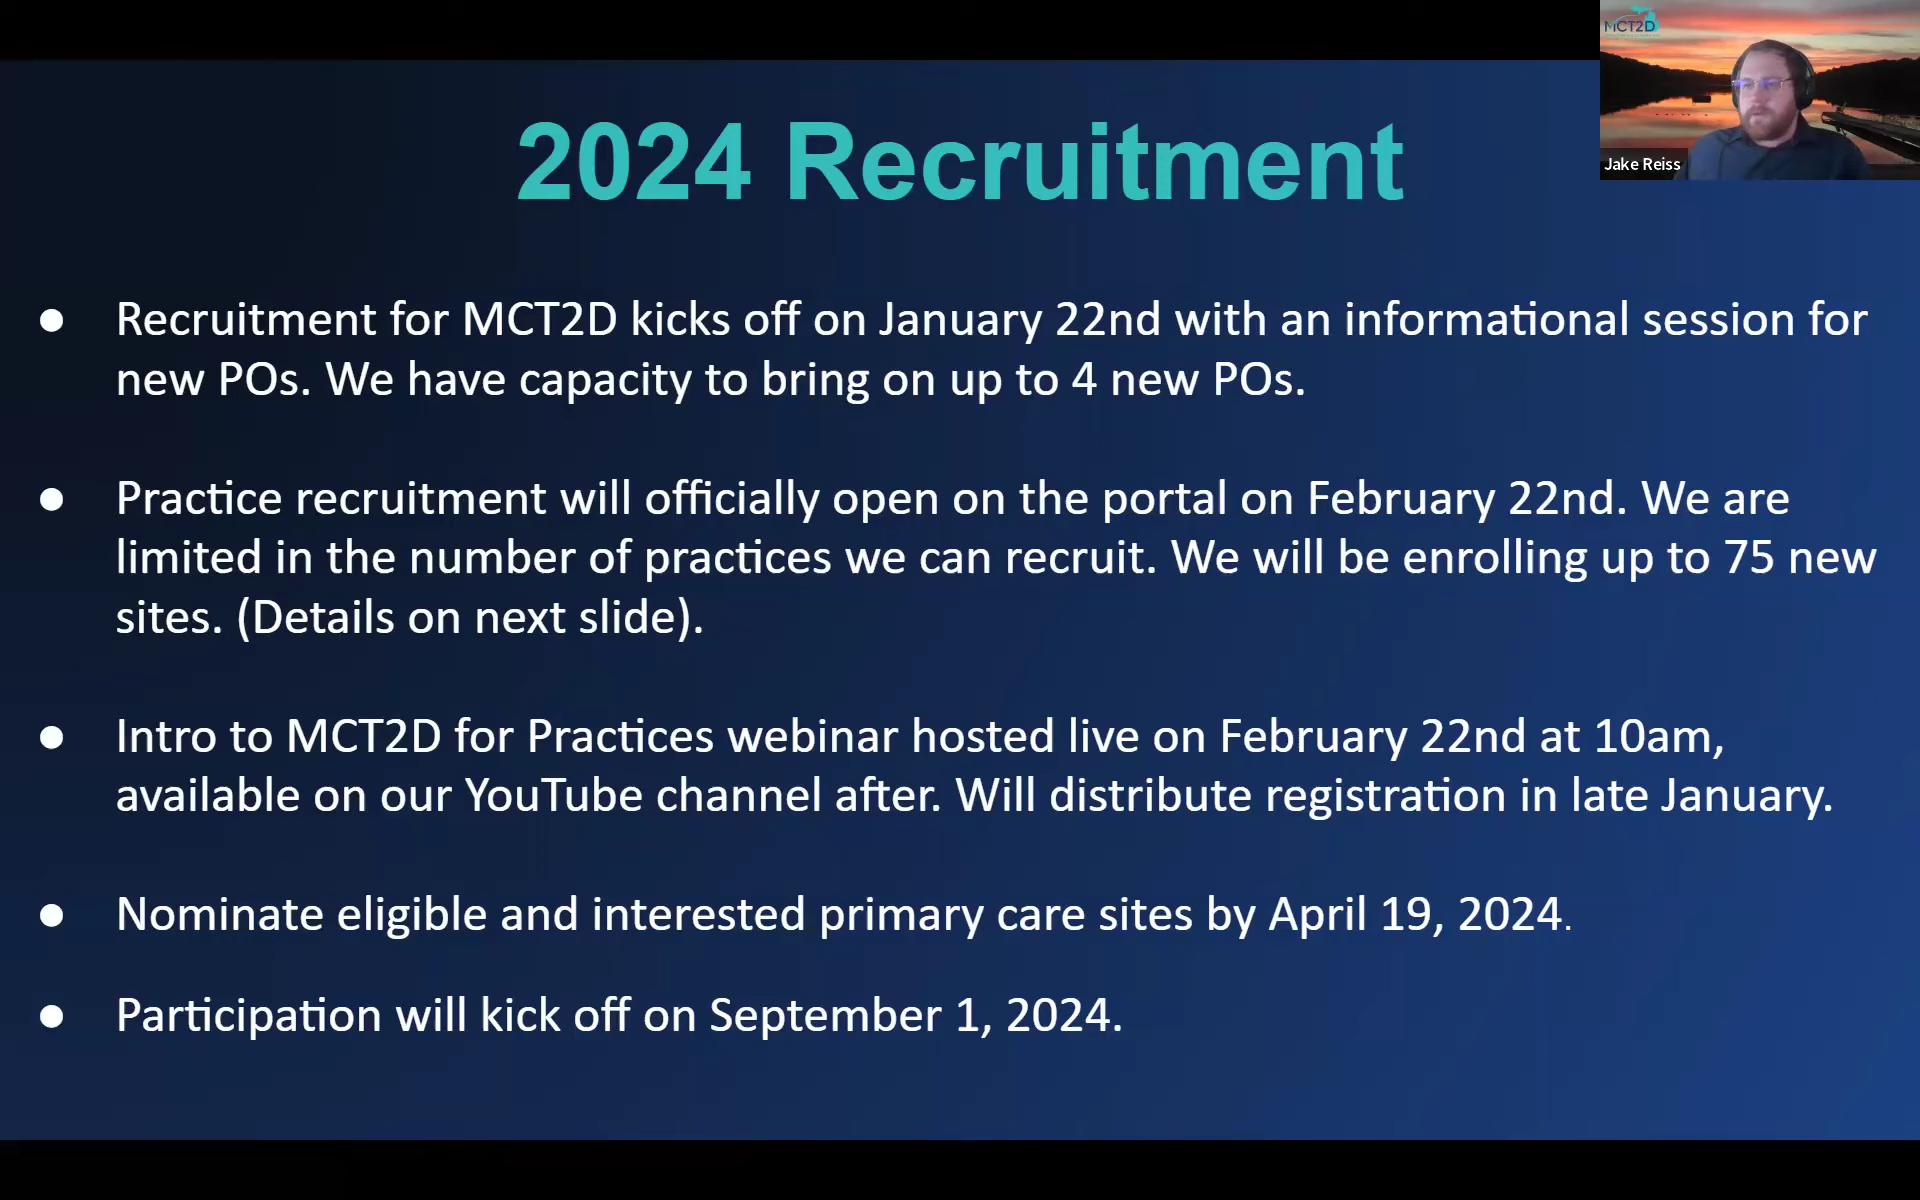 MCT2D
Jake Reiss
2024 Recruitment
● Recruitment for MCT2D kicks off on January 22nd with an informational session for
new POs. We have capacity to bring on up to 4 new POs.
● Practice recruitment will officially open on the portal on February 22nd. We are
limited in the number of practices we can recruit. We will be enrolling up to 75 new
sites. (Details on next slide).
● Intro to MCT2D for Practices webinar hosted live on February 22nd at 10am,
available on our YouTube channel after. Will distribute registration in late January.
● Nominate eligible and interested primary care sites by April 19, 2024.
● Participation will kick off on September 1, 2024.